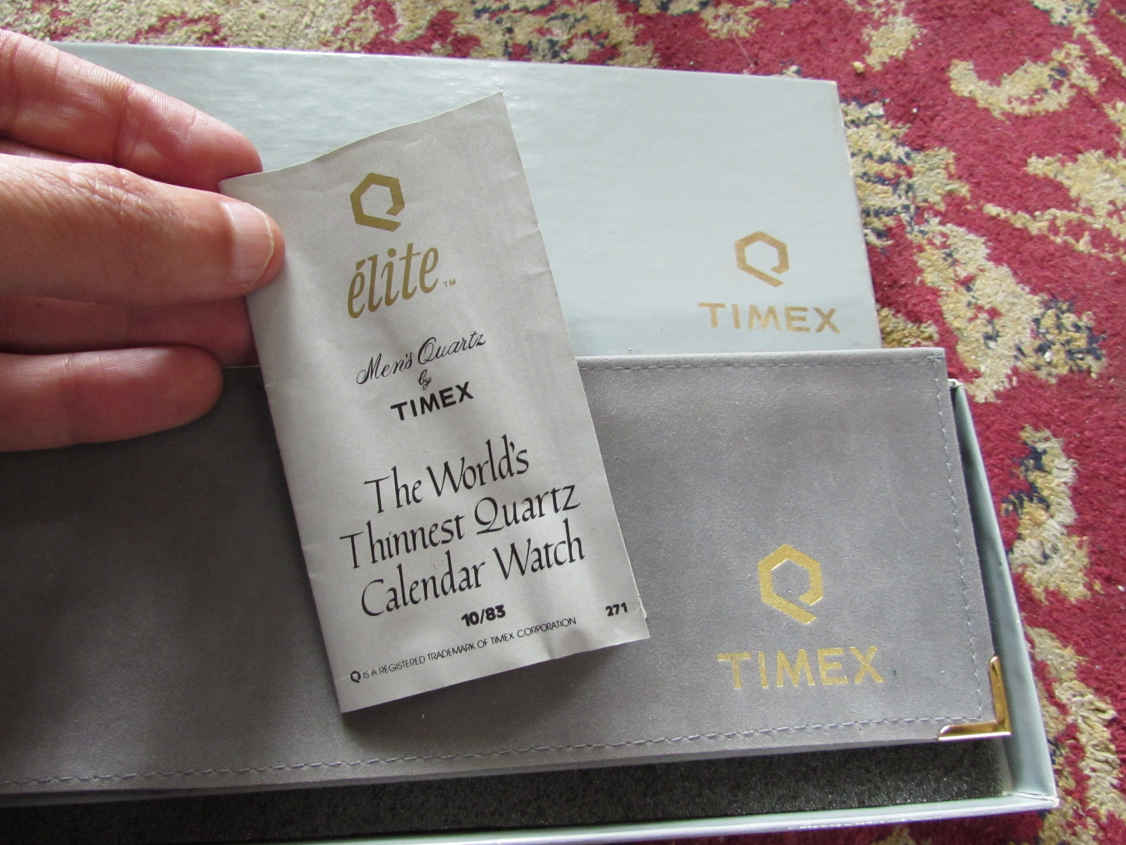 Q
élite™
Men's Quartz
by
TIMEX
The World's
Thinnest Quartz
Calendar Watch
10/83
271
Q IS A REGISTERED TRADEMARK OF TIMEX CORPORATION
Q
TIMEX
Q
TIMEX